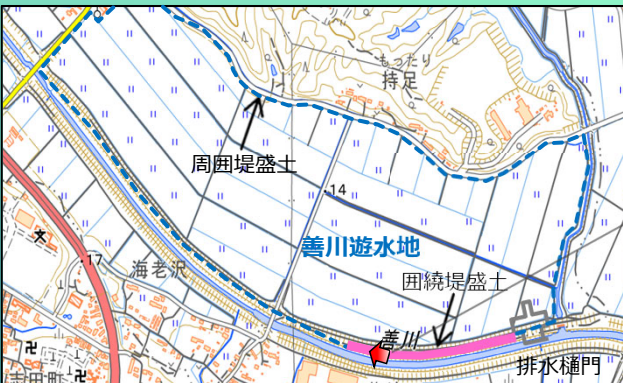 もったり
持足
周囲堤盛土
14
善川遊水地
17
海老沢
囲繞堤盛土
善川
排水樋門
志田町